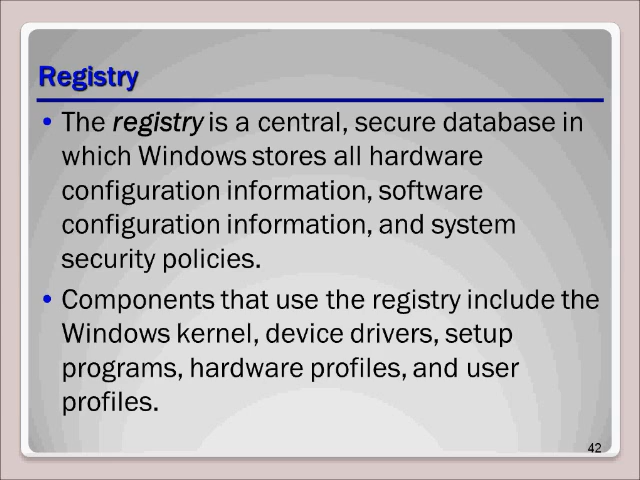 Registry
• The registry is a central, secure database in
which Windows stores all hardware
configuration information, software
configuration information, and system
security policies.
• Components that use the registry include the
Windows kernel, device drivers, setup
programs, hardware profiles, and user
profiles.
42